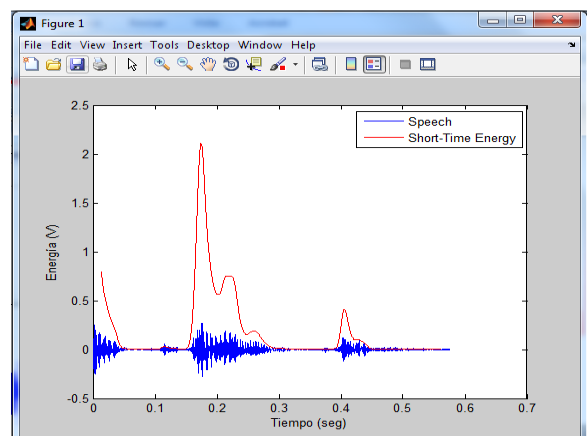 Figure 1
File Edit View Insert Tools Desktop Window Help
Speech
Short-Time Energy
Energía (V)
2.5
2
1.5
1
0.5
0
-0.5
0 0.1 0.2 0.3 0.4 0.5 0.6 0.7
Tiempo (seg)